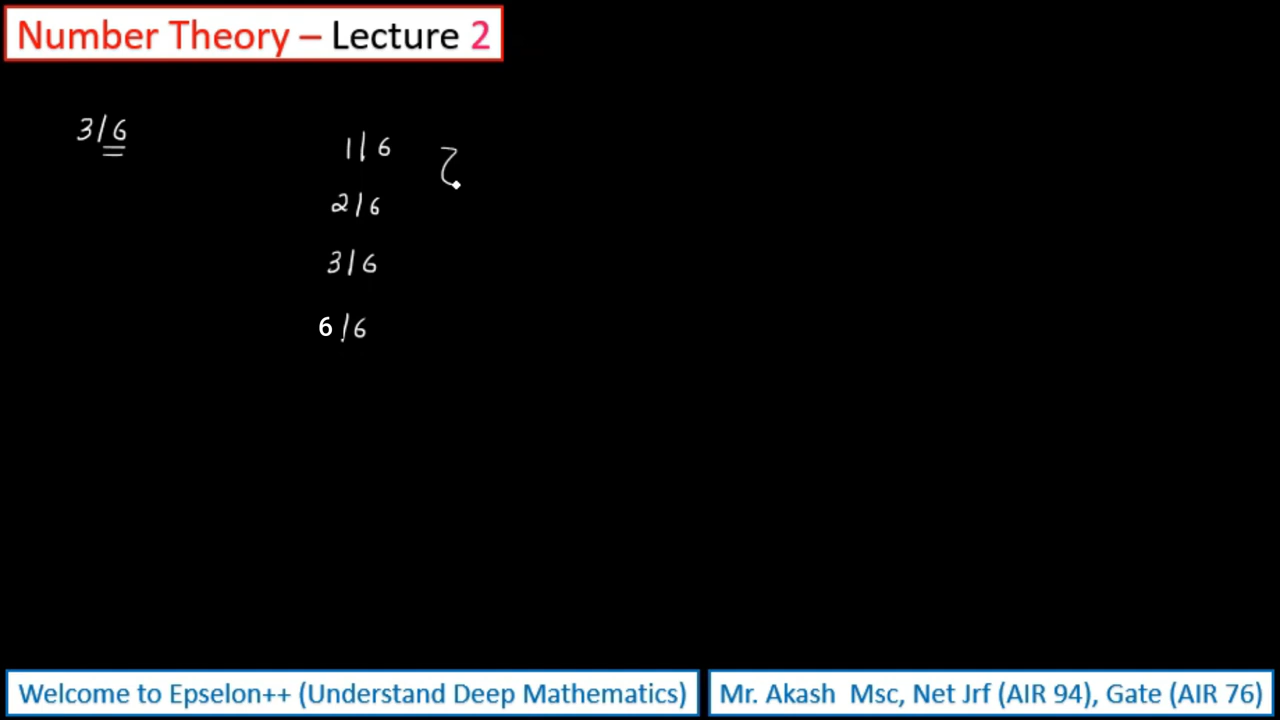 Number Theory – Lecture 2
3/6
1|6
2/6
3/6
6/6
Welcome to Epselon++ (Understand Deep Mathematics)
Mr. Akash Msc, Net Jrf (AIR 94), Gate (AIR 76)